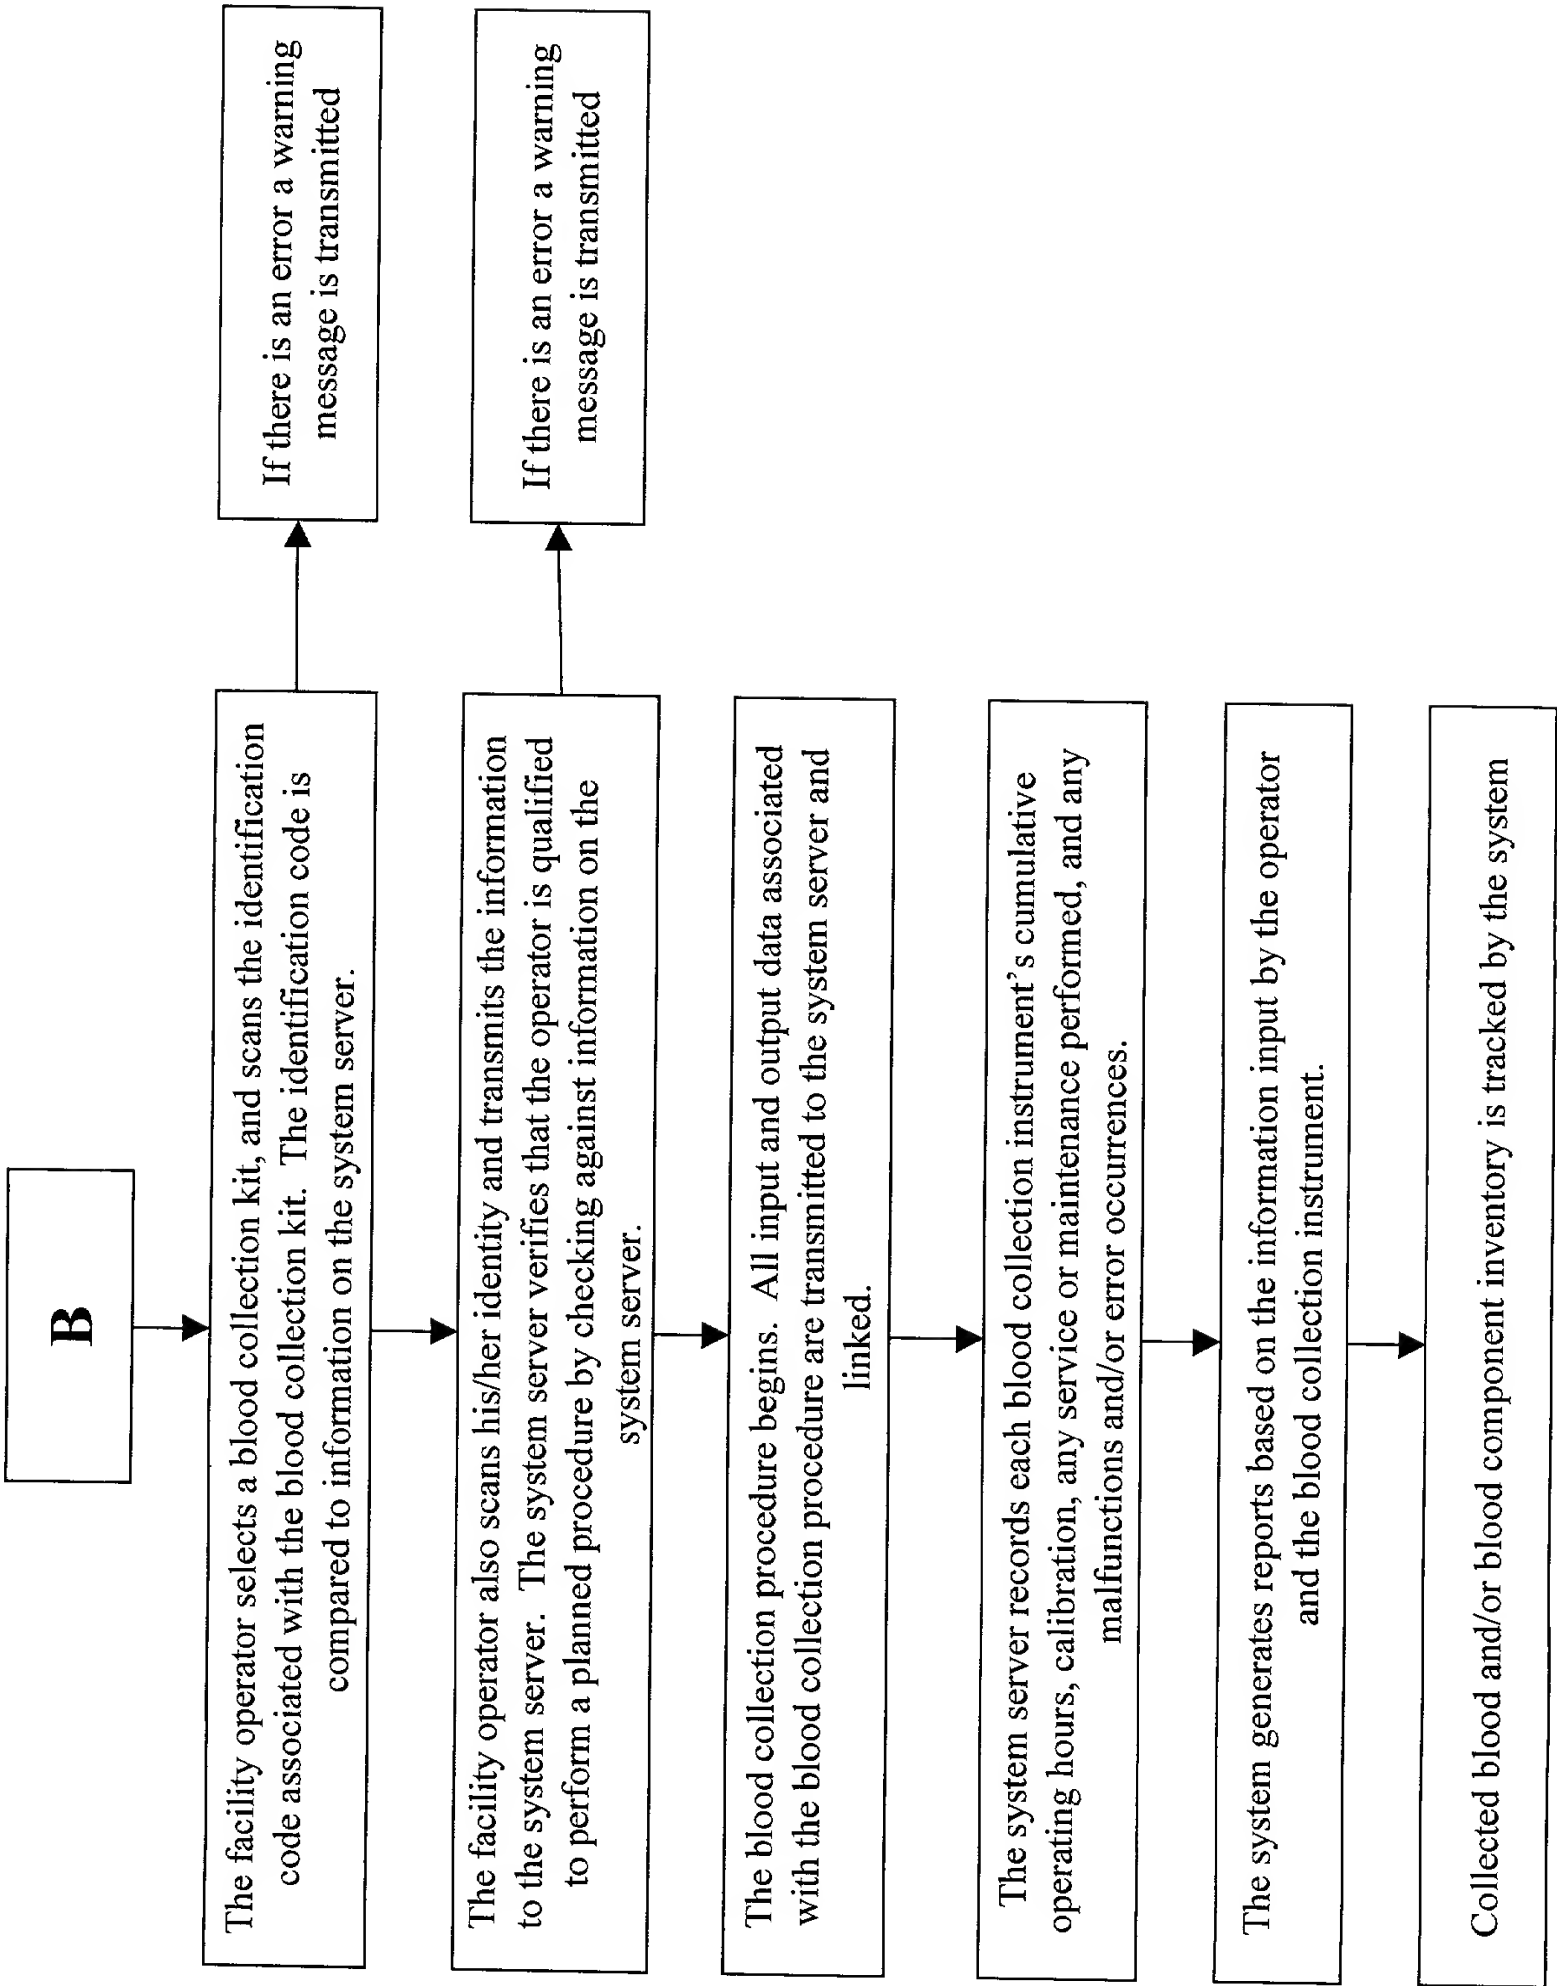 B
The facility operator selects a blood collection kit, and scans the identification
code associated with the blood collection kit.  The identification code is
compared to information on the system server.
If there is an error a warning
message is transmitted
The facility operator also scans his/her identity and transmits the information
to the system server.  The system server verifies that the operator is qualified
to perform a planned procedure by checking against information on the
system server.
If there is an error a warning
message is transmitted
The blood collection procedure begins.  All input and output data associated
with the blood collection procedure are transmitted to the system server and
linked.
The system server records each blood collection instrument's cumulative
operating hours, calibration, any service or maintenance performed, and any
malfunctions and/or error occurrences.
The system generates reports based on the information input by the operator
and the blood collection instrument.
Collected blood and/or blood component inventory is tracked by the system